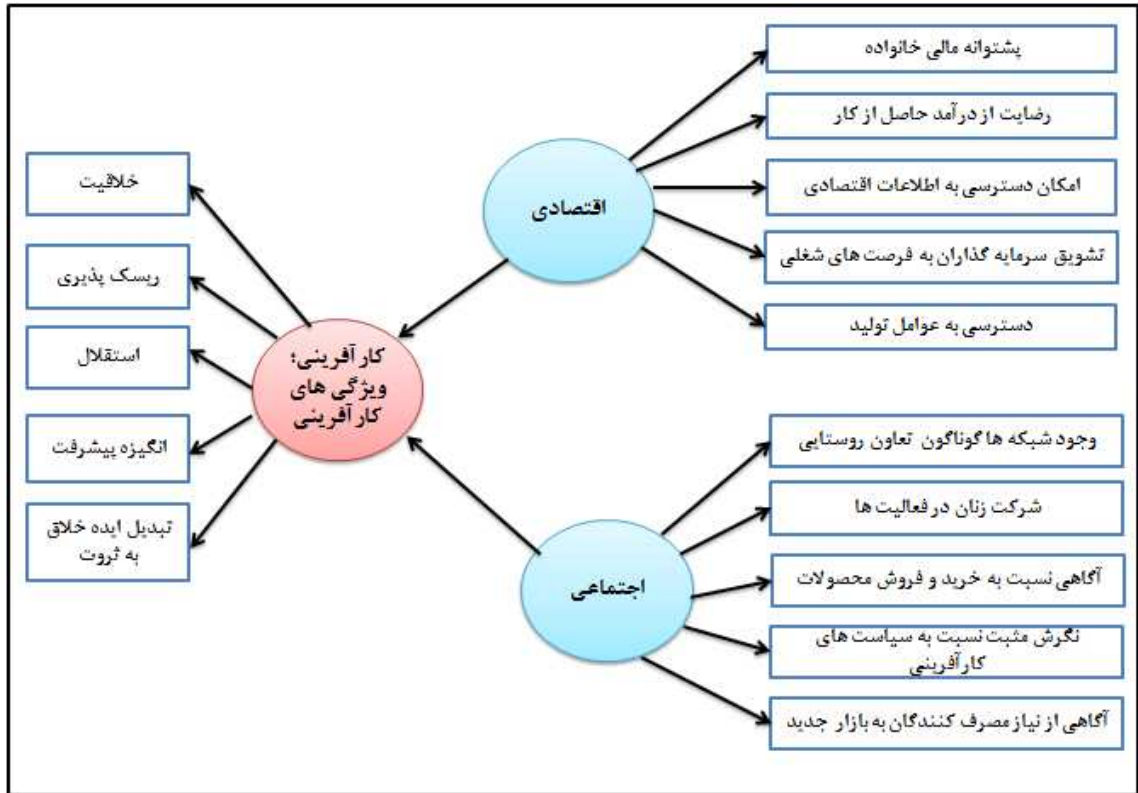 پشتوانه مالی خانواده
رضایت از درآمد حاصل از کار
امکان دسترسی به اطلاعات اقتصادی
تشویق سرمایه گذاران به فرصت های شغلی
دسترسی به عوامل تولید
اقتصادی
وجود شبکه ها گوناگون تعاون روستایی
شرکت زنان در فعالیت ها
آگاهی نسبت به خرید و فروش محصولات
نگرش مثبت نسبت به سیاست های
کارآفرینی
آگاهی از نیاز مصرف کنندگان به بازار جدید
اجتماعی
کارآفرینی؛
ویژگی های
کارآفرینی
خلاقیت
ریسک پذیری
استقلال
انگیزه پیشرفت
تبدیل ایده خلاق
به ثروت